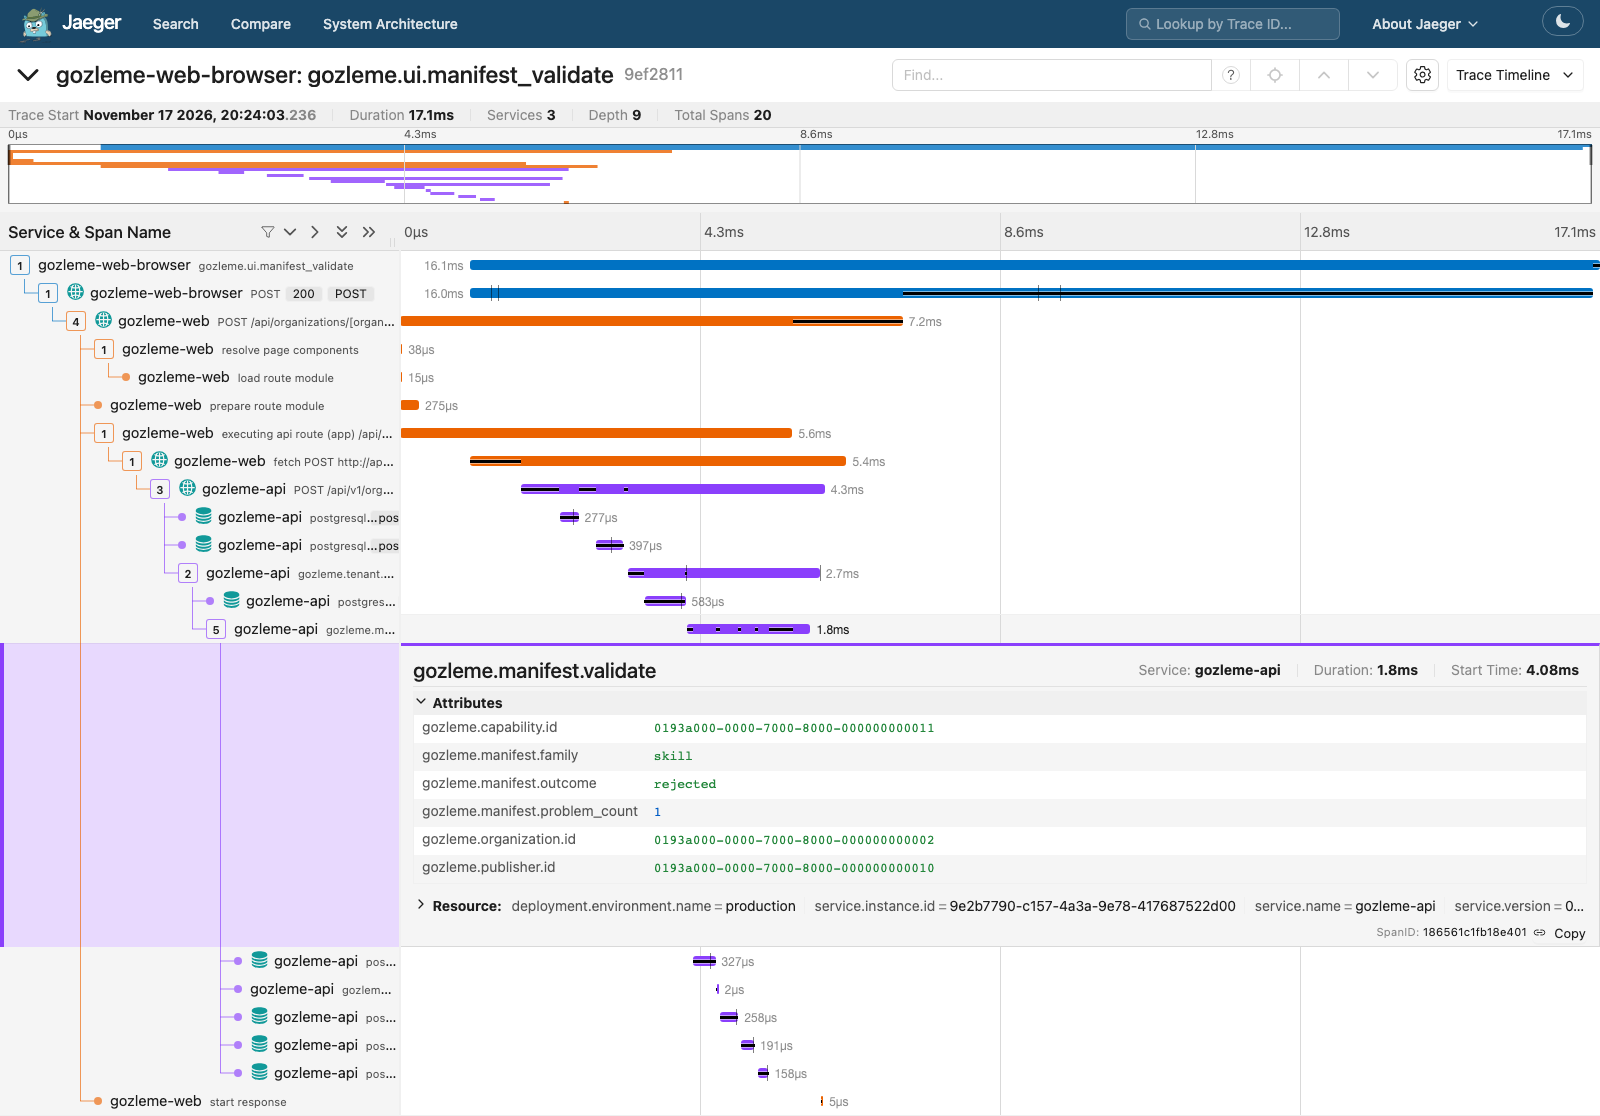 Jaeger Search Compare System Architecture Lookup by Trace ID... About Jaeger
gozleme-web-browser: gozleme.ui.manifest_validate 9ef2811 Find... ? Trace Timeline
Trace Start November 17 2026, 20:24:03.236 Duration 17.1ms Services 3 Depth 9 Total Spans 20
0μs 4.3ms 8.6ms 12.8ms 17.1ms
Service & Span Name 0μs 4.3ms 8.6ms 12.8ms 17.1ms
1 gozleme-web-browser gozleme.ui.manifest_validate 16.1ms
1 gozleme-web-browser POST 200 POST 16.0ms
4 gozleme-web POST /api/organizations/[organ... 7.2ms
1 gozleme-web resolve page components 38μs
gozleme-web load route module 15μs
gozleme-web prepare route module 275μs
1 gozleme-web executing api route (app) /api/... 5.6ms
1 gozleme-web fetch POST http://ap... 5.4ms
3 gozleme-api POST /api/v1/org... 4.3ms
gozleme-api postgresql...pos 277μs
gozleme-api postgresql...pos 397μs
2 gozleme-api gozleme.tenant.... 2.7ms
gozleme-api postgres... 583μs
5 gozleme-api gozleme.m... 1.8ms
gozleme.manifest.validate Service: gozleme-api Duration: 1.8ms Start Time: 4.08ms
Attributes
gozleme.capability.id 0193a000-0000-7000-8000-000000000011
gozleme.manifest.family skill
gozleme.manifest.outcome rejected
gozleme.manifest.problem_count 1
gozleme.organization.id 0193a000-0000-7000-8000-000000000002
gozleme.publisher.id 0193a000-0000-7000-8000-000000000010
Resource: deployment.environment.name = production service.instance.id = 9e2b7790-c157-4a3a-9e78-417687522d00 service.name = gozleme-api service.version = 0...
SpanID: 186561c1fb18e401 Copy
gozleme-api pos... 327μs
gozleme-api gozlem... 2μs
gozleme-api pos... 258μs
gozleme-api pos... 191μs
gozleme-api pos... 158μs
gozleme-web start response 5μs